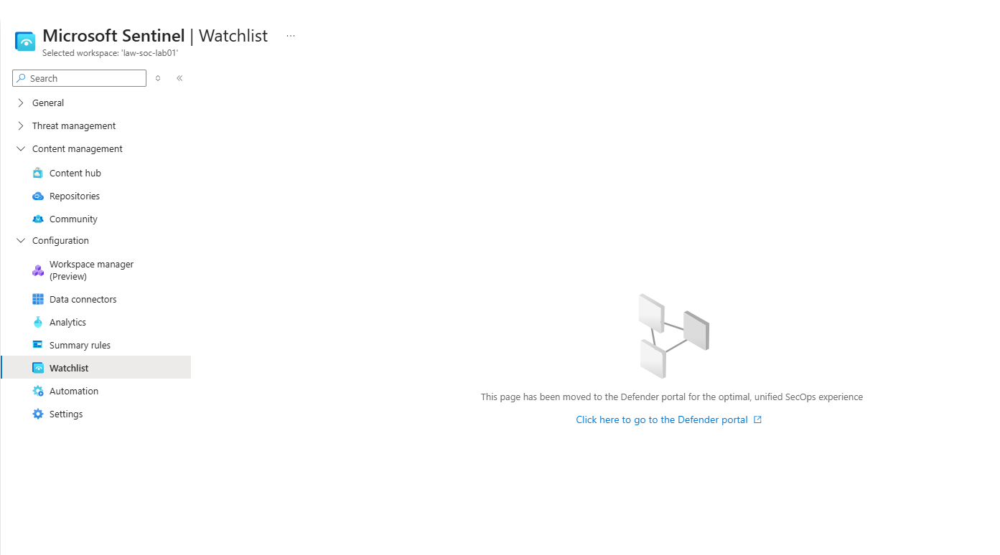 Microsoft Sentinel | Watchlist ...
Selected workspace: 'law-soc-lab01'
Search
General
Threat management
Content management
Content hub
Repositories
Community
Configuration
Workspace manager
(Preview)
Data connectors
Analytics
Summary rules
Watchlist
Automation
Settings
This page has been moved to the Defender portal for the optimal, unified SecOps experience
Click here to go to the Defender portal